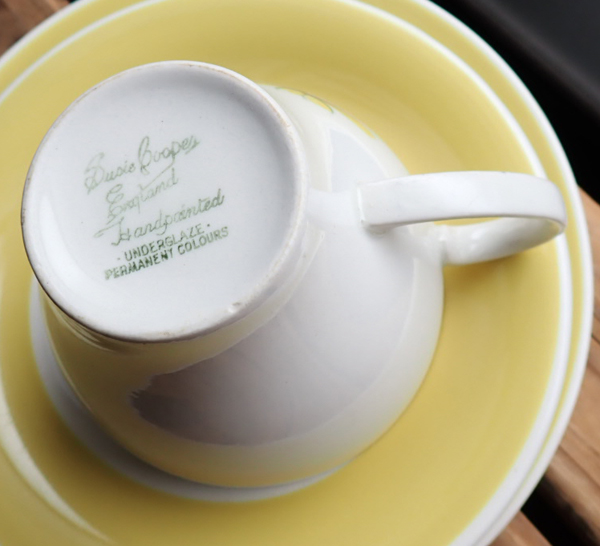 Susie Cooper
England
Handpainted
· UNDERGLAZE ·
PERMANENT COLOURS